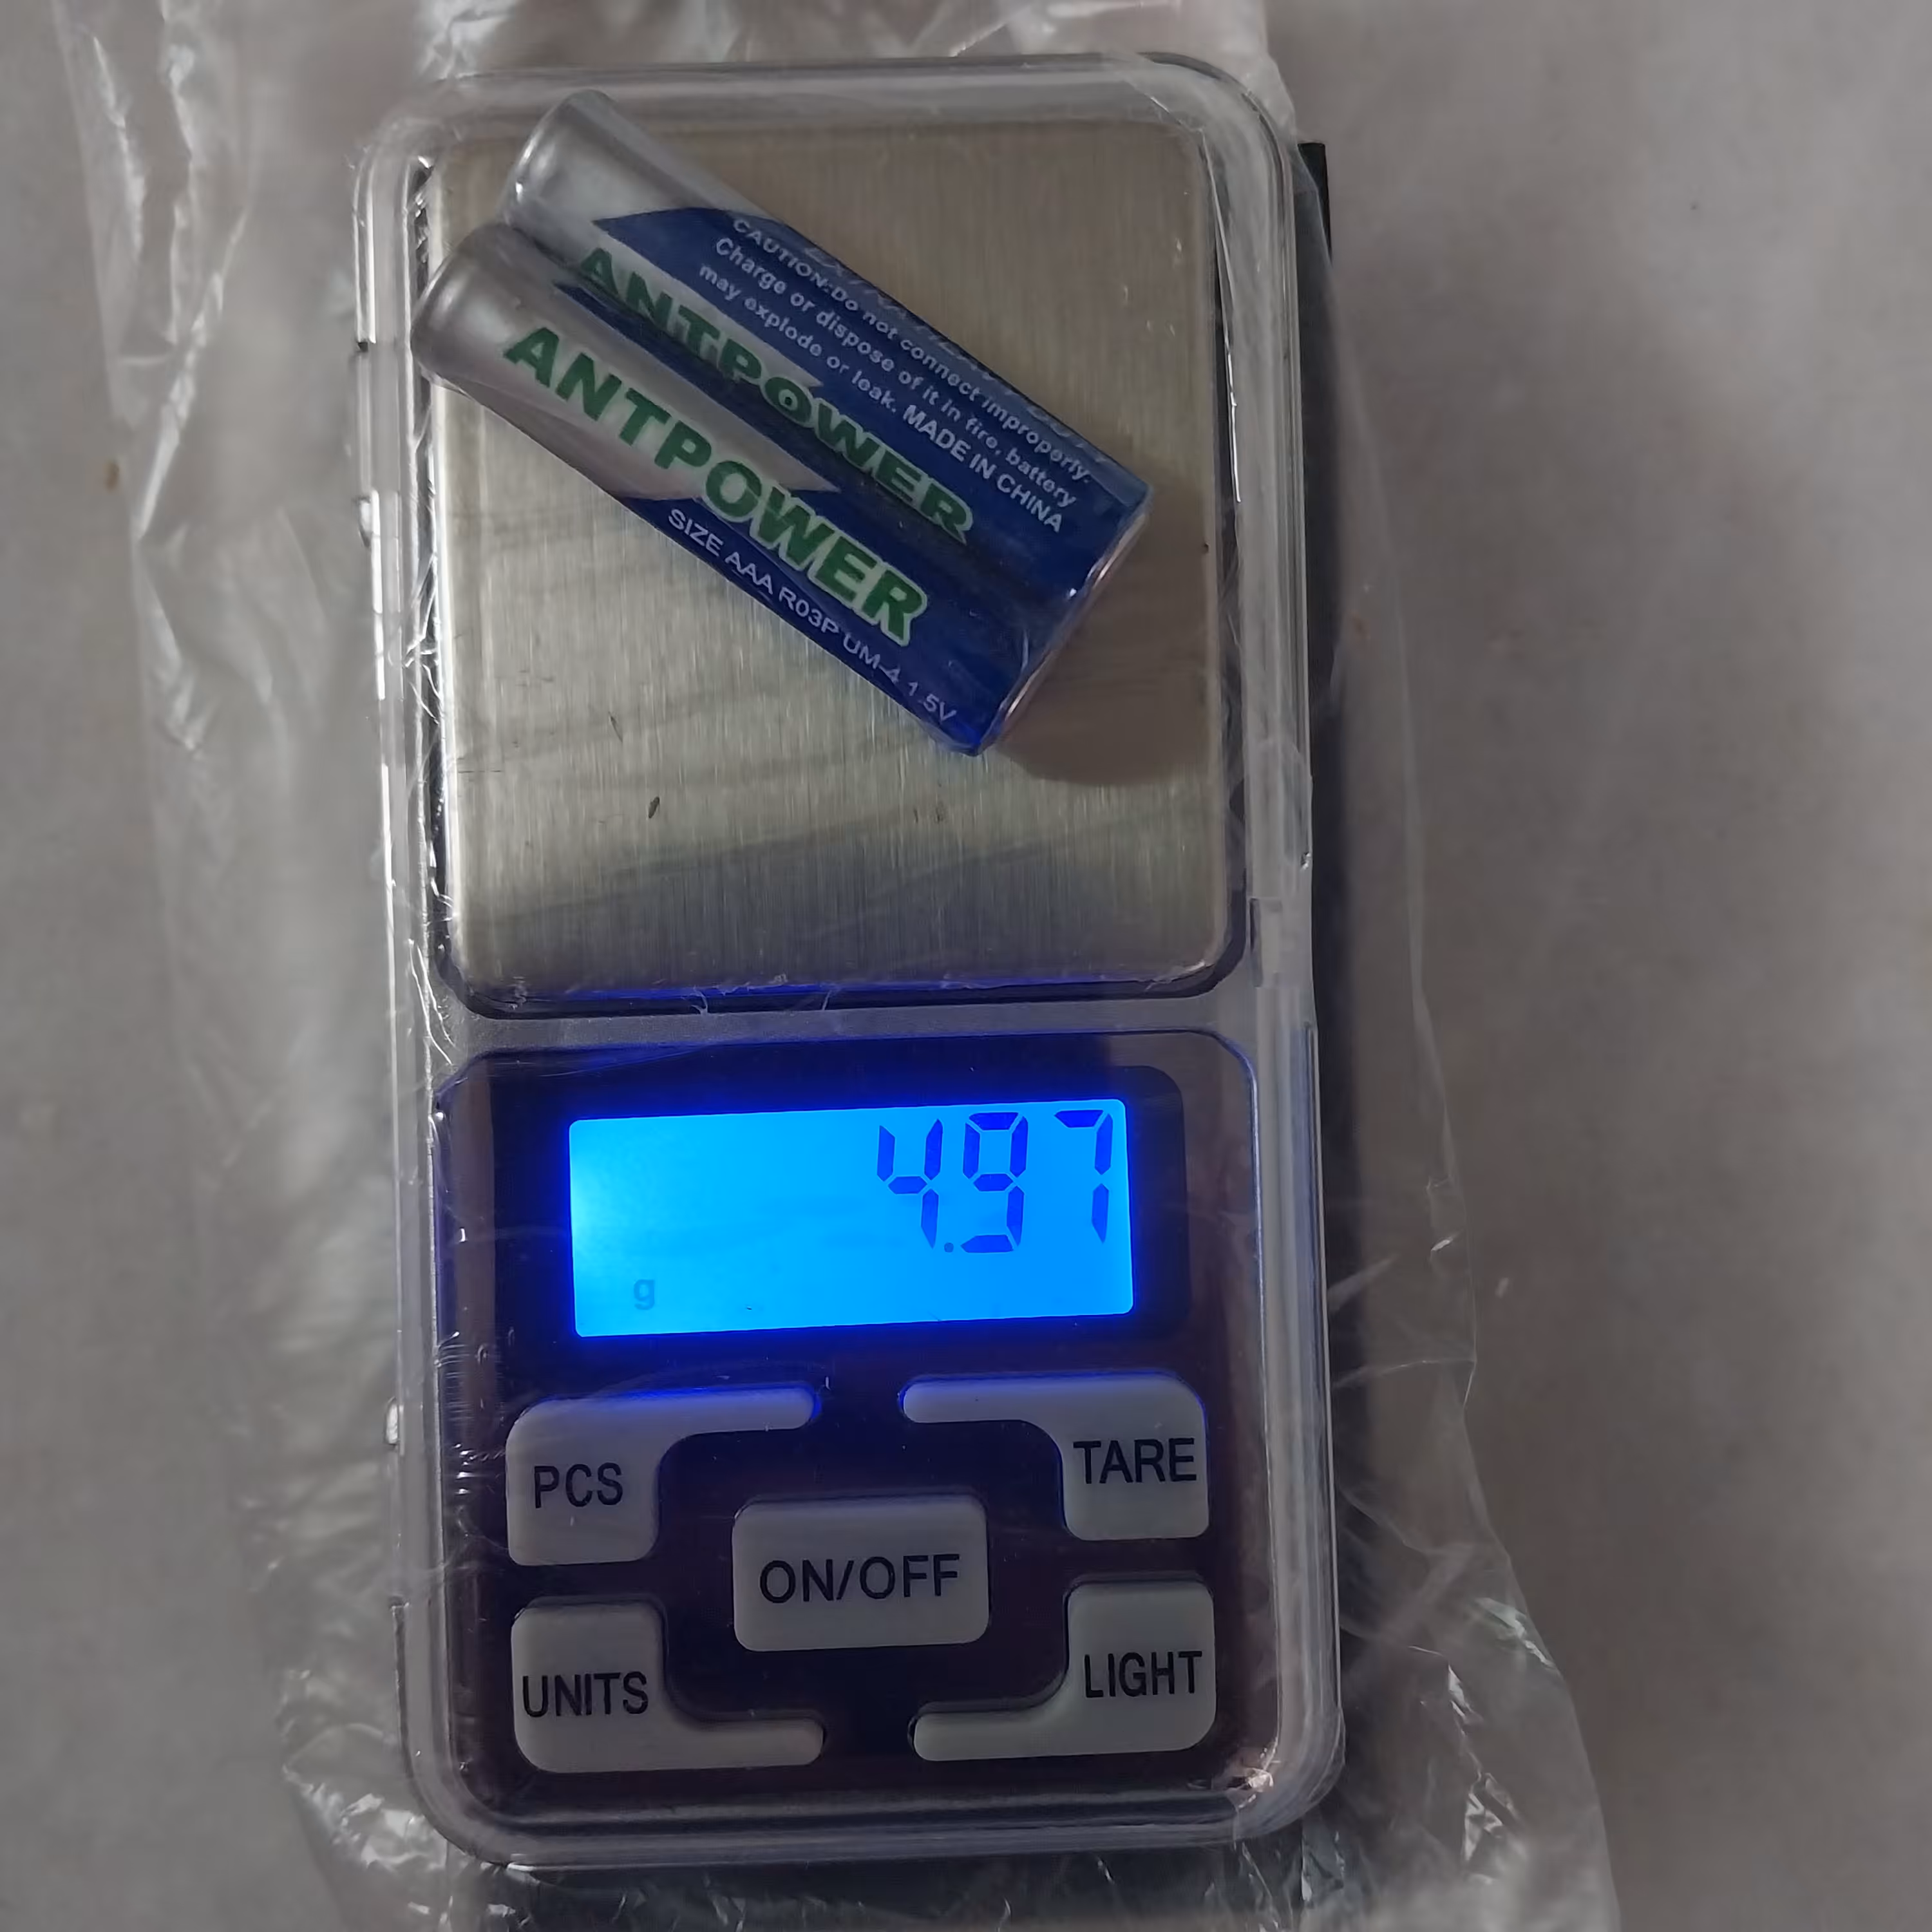 CAUTION:Do not connect improperly.
Charge or dispose of it in fire, battery
may explode or leak. MADE IN CHINA
ANTPOWER
ANTPOWER
SIZE AAA R03P UM-4 1.5V
4.97
g
PCS
TARE
ON/OFF
UNITS
LIGHT